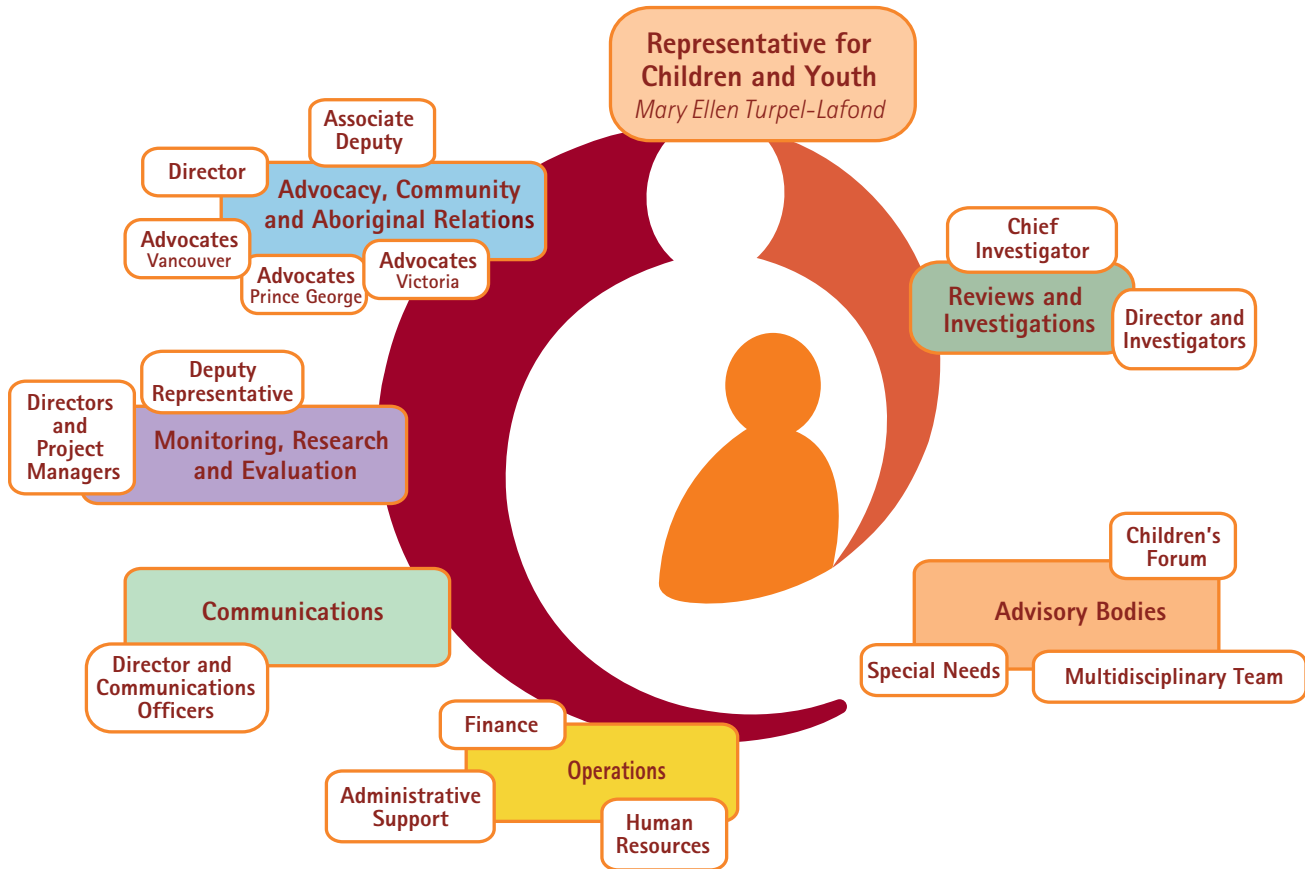 Representative for
Children and Youth
Mary Ellen Turpel-Lafond
Associate
Deputy
Director
Advocacy, Community
and Aboriginal Relations
Advocates
Vancouver
Advocates
Prince George
Advocates
Victoria
Chief
Investigator
Reviews and
Investigations
Director and
Investigators
Deputy
Representative
Directors
and
Project
Managers
Monitoring, Research
and Evaluation
Children's
Forum
Advisory Bodies
Special Needs
Multidisciplinary Team
Communications
Director and
Communications
Officers
Finance
Operations
Administrative
Support
Human
Resources